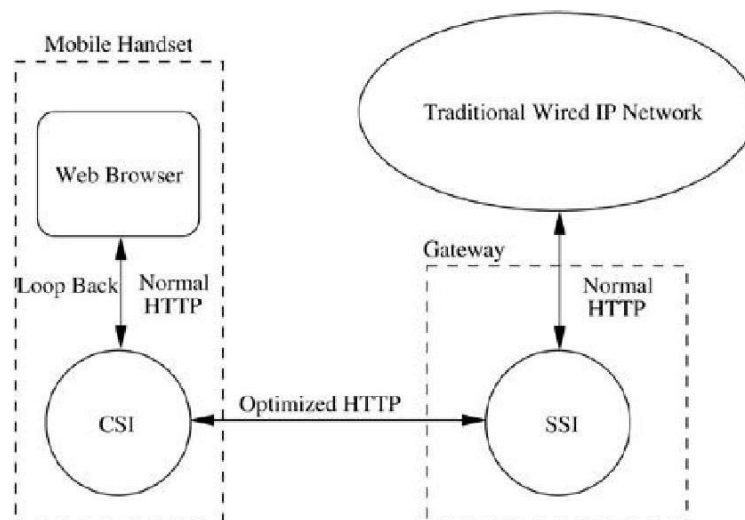 Mobile Handset
Web Browser
Loop Back
Normal
HTTP
CSI
Optimized HTTP
Traditional Wired IP Network
Gateway
Normal
HTTP
SSI